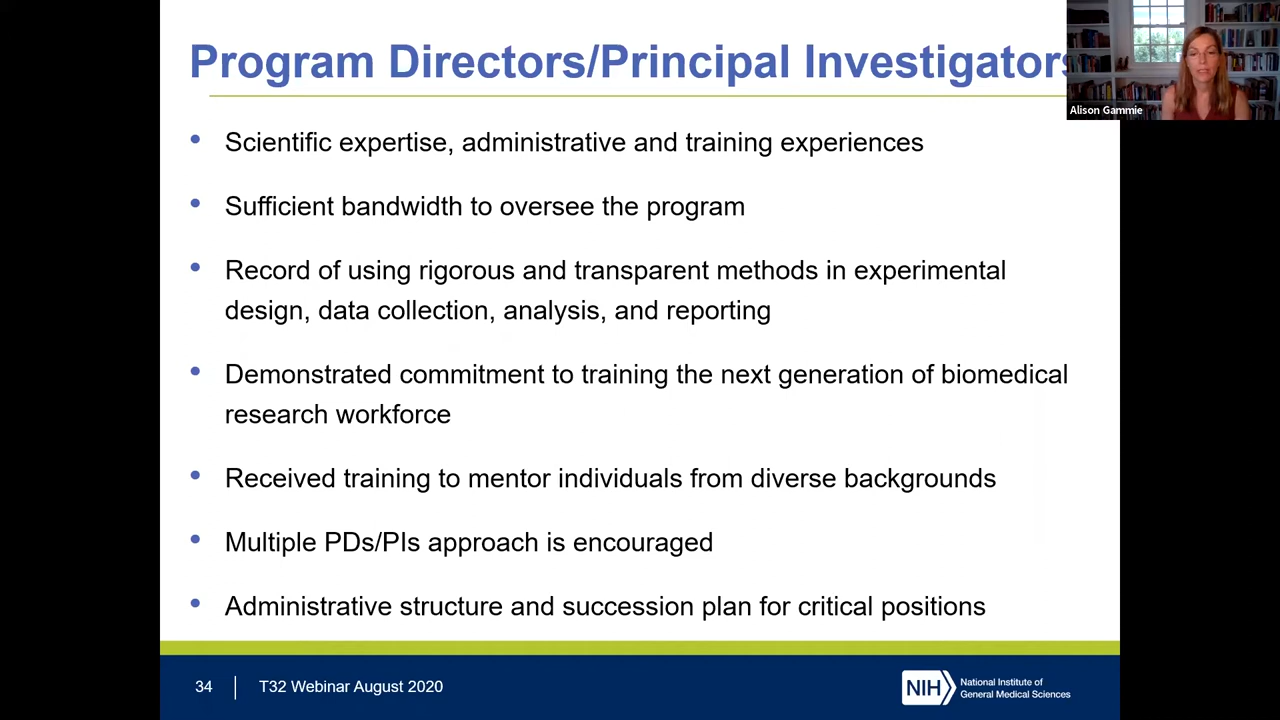 Program Directors/Principal Investigators
Alison Gammie
• Scientific expertise, administrative and training experiences
• Sufficient bandwidth to oversee the program
• Record of using rigorous and transparent methods in experimental
design, data collection, analysis, and reporting
• Demonstrated commitment to training the next generation of biomedical
research workforce
• Received training to mentor individuals from diverse backgrounds
• Multiple PDs/PIs approach is encouraged
• Administrative structure and succession plan for critical positions
34
T32 Webinar August 2020
NIH
National Institute of
General Medical Sciences